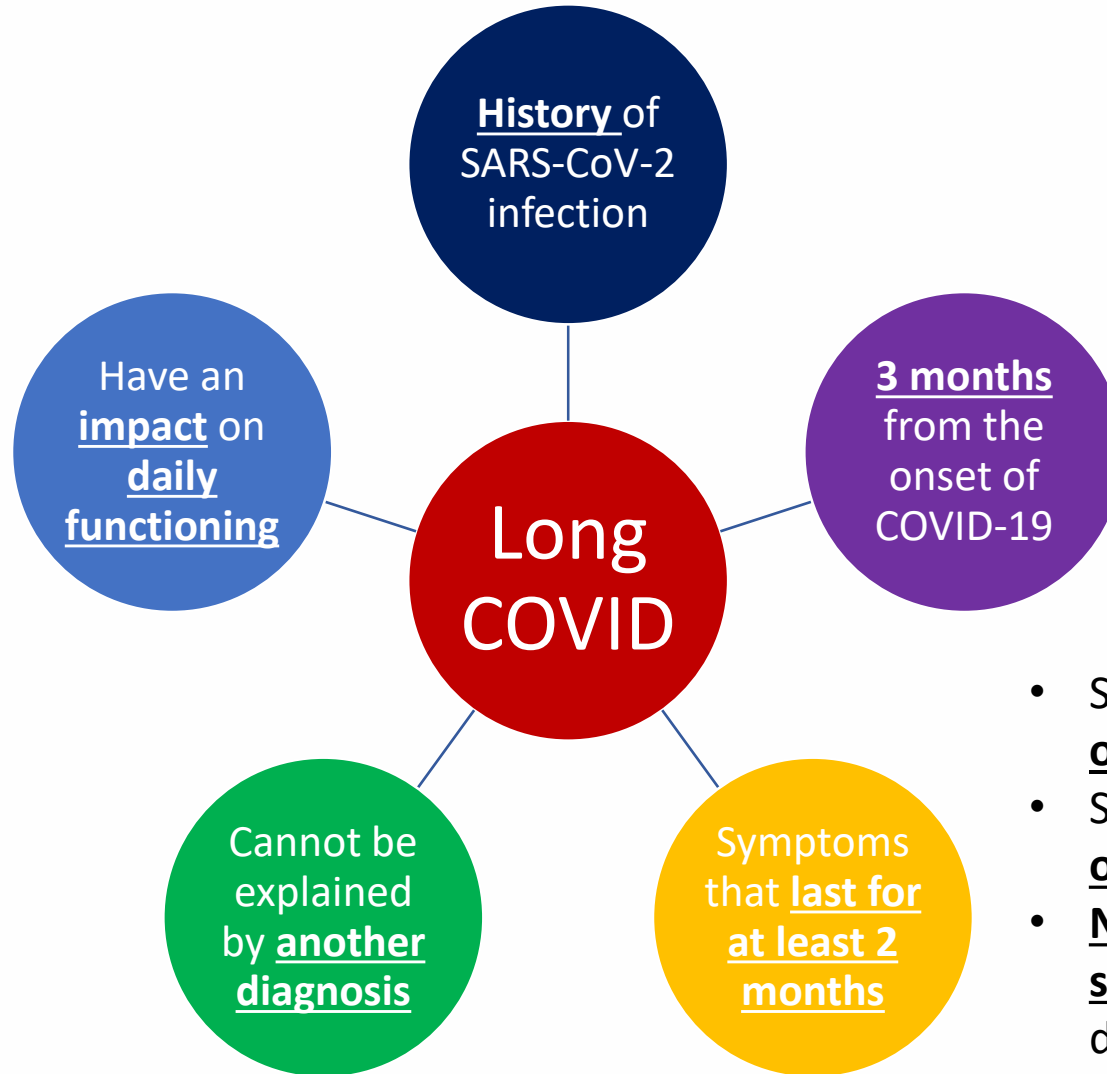 History of
SARS-CoV-2
infection
Have an
impact on
daily
functioning
3 months
from the
onset of
COVID-19
Long
COVID
Cannot be
explained
by another
diagnosis
Symptoms
that last for
at least 2
months